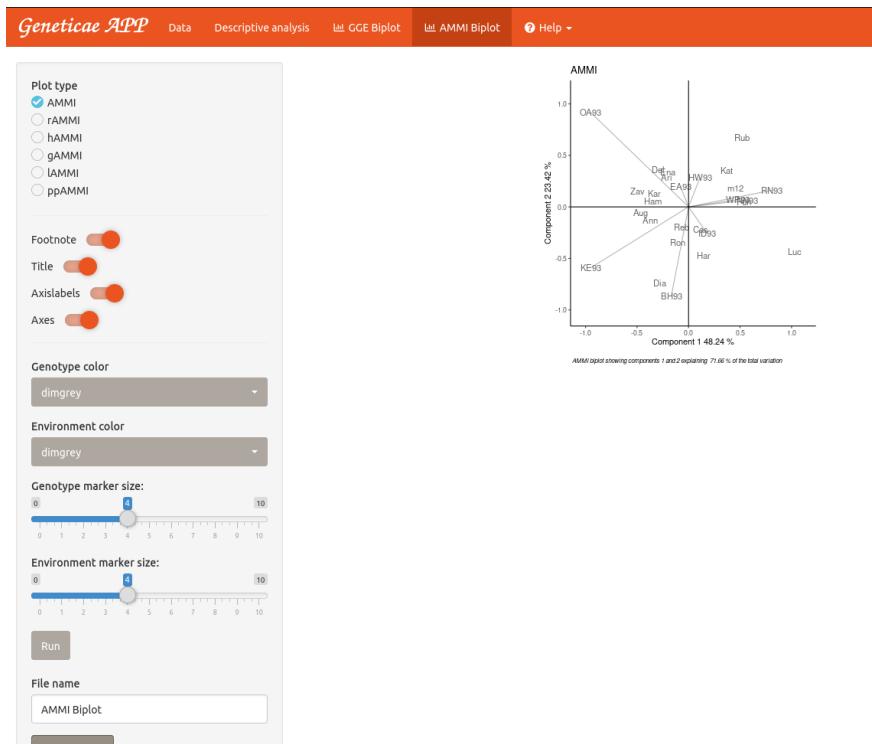 Geneticae APP Data Descriptive analysis GGE Biplot AMMI Biplot Help
Plot type
AMMI
rAMMI
hAMMI
gAMMI
lAMMI
ppAMMI
Footnote
Title
Axislabels
Axes
Genotype color
dimgrey
Environment color
dimgrey
Genotype marker size:
0 4 10
0 1 2 3 4 5 6 7 8 9 10
Environment marker size:
0 4 10
0 1 2 3 4 5 6 7 8 9 10
Run
File name
AMMI Biplot
AMMI
Component 2 23.42 %
1.0
0.5
0.0
-0.5
-1.0
OA93
Rub
Ena
Ari
HW93
Kat
EA93
Zav
Kar
Ham
m12
RN93
Aug
Ann
Reb
ID93
Ron
Har
Luc
KE93
Dia
BH93
-1.0 -0.5 0.0 0.5 1.0
Component 1 48.24 %
AMMI biplot showing components 1 and 2 explaining 71.66 % of the total variation